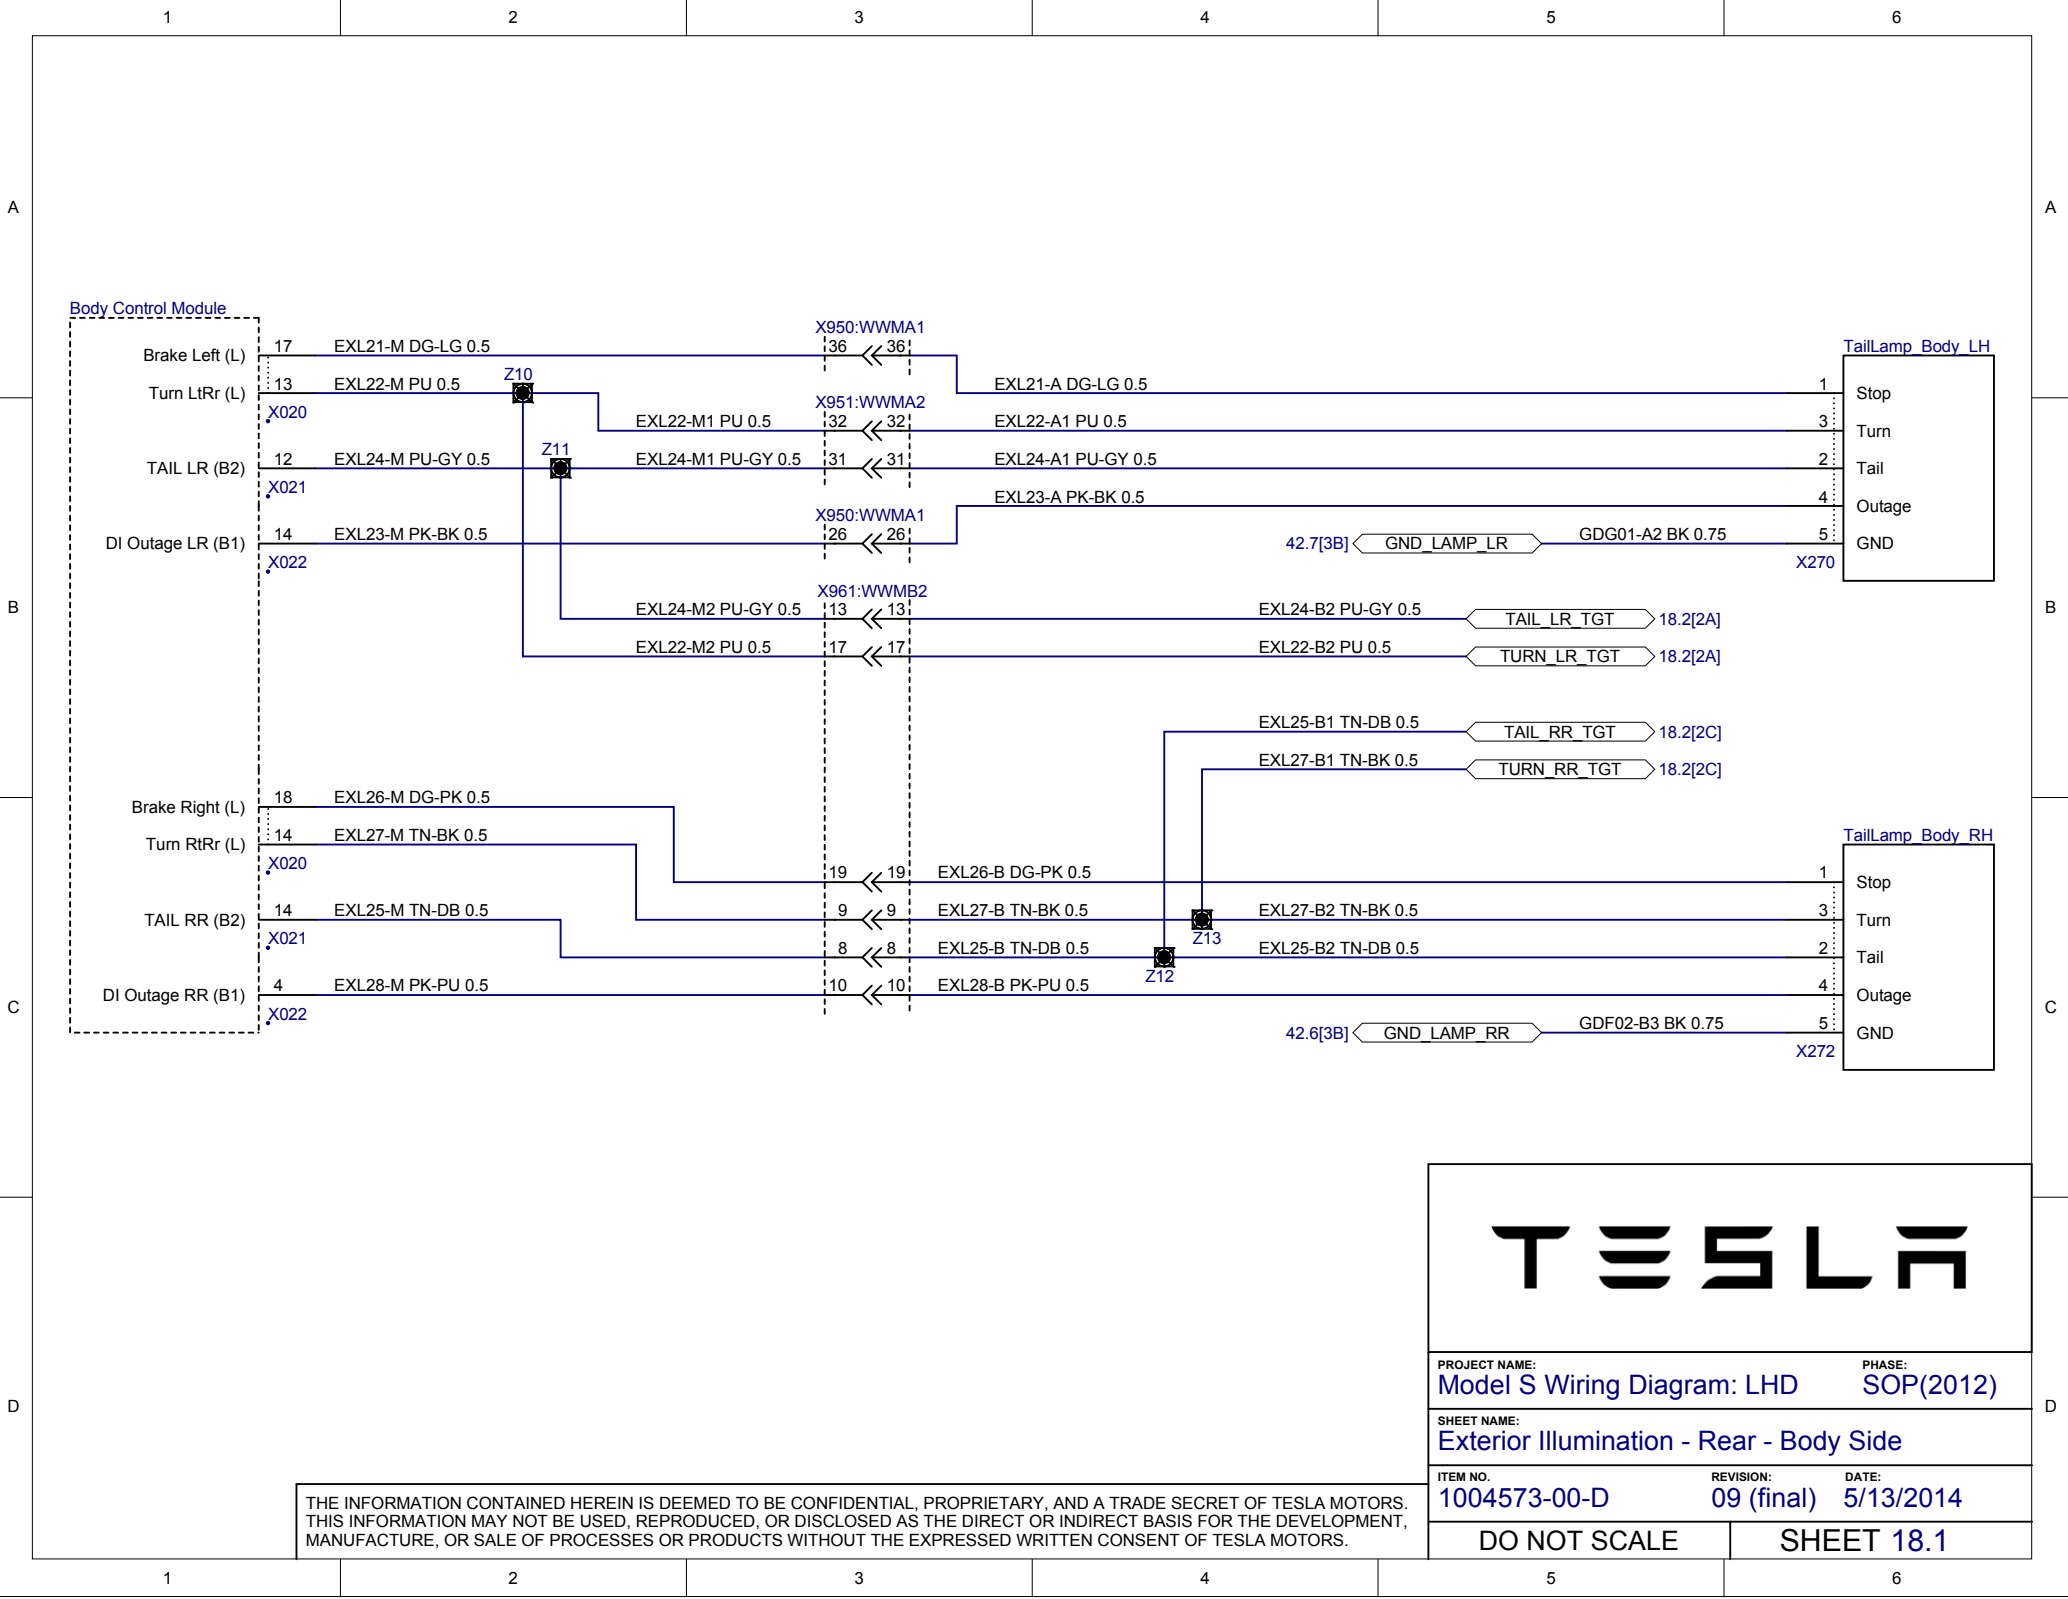 1 2 3 4 5 6
A A
Body Control Module
X950:WWMA1
Brake Left (L) 17 EXL21-M DG-LG 0.5 36 36
TailLamp_Body_LH
Turn LtRr (L) 13 EXL22-M PU 0.5 Z10 EXL21-A DG-LG 0.5 1 Stop
X020
X951:WWMA2
EXL22-M1 PU 0.5 32 32 EXL22-A1 PU 0.5 3 Turn
TAIL LR (B2) 12 EXL24-M PU-GY 0.5 Z11 EXL24-M1 PU-GY 0.5 31 31 EXL24-A1 PU-GY 0.5 2 Tail
X021
EXL23-A PK-BK 0.5 4 Outage
X950:WWMA1
DI Outage LR (B1) 14 EXL23-M PK-BK 0.5 26 26 42.7[3B] GND_LAMP_LR GDG01-A2 BK 0.75 5 GND
X022
X270
X961:WWMB2
B B
EXL24-M2 PU-GY 0.5 13 13 EXL24-B2 PU-GY 0.5 TAIL_LR_TGT 18.2[2A]
EXL22-M2 PU 0.5 17 17 EXL22-B2 PU 0.5 TURN_LR_TGT 18.2[2A]
EXL25-B1 TN-DB 0.5 TAIL_RR_TGT 18.2[2C]
EXL27-B1 TN-BK 0.5 TURN_RR_TGT 18.2[2C]
Brake Right (L) 18 EXL26-M DG-PK 0.5
Turn RtRr (L) 14 EXL27-M TN-BK 0.5
X020
TailLamp_Body_RH
19 19 EXL26-B DG-PK 0.5 1 Stop
TAIL RR (B2) 14 EXL25-M TN-DB 0.5 9 9 EXL27-B TN-BK 0.5 EXL27-B2 TN-BK 0.5 3 Turn
X021
Z13
8 8 EXL25-B TN-DB 0.5 EXL25-B2 TN-DB 0.5 2 Tail
Z12
DI Outage RR (B1) 4 EXL28-M PK-PU 0.5 10 10 EXL28-B PK-PU 0.5 4 Outage
X022
C C
42.6[3B] GND_LAMP_RR GDF02-B3 BK 0.75 5 GND
X272
TESLA
PROJECT NAME: PHASE:
Model S Wiring Diagram: LHD SOP(2012)
D D
SHEET NAME:
Exterior Illumination - Rear - Body Side
ITEM NO. REVISION: DATE:
1004573-00-D 09 (final) 5/13/2014
DO NOT SCALE SHEET 18.1
THE INFORMATION CONTAINED HEREIN IS DEEMED TO BE CONFIDENTIAL, PROPRIETARY, AND A TRADE SECRET OF TESLA MOTORS.
THIS INFORMATION MAY NOT BE USED, REPRODUCED, OR DISCLOSED AS THE DIRECT OR INDIRECT BASIS FOR THE DEVELOPMENT,
MANUFACTURE, OR SALE OF PROCESSES OR PRODUCTS WITHOUT THE EXPRESSED WRITTEN CONSENT OF TESLA MOTORS.
1 2 3 4 5 6